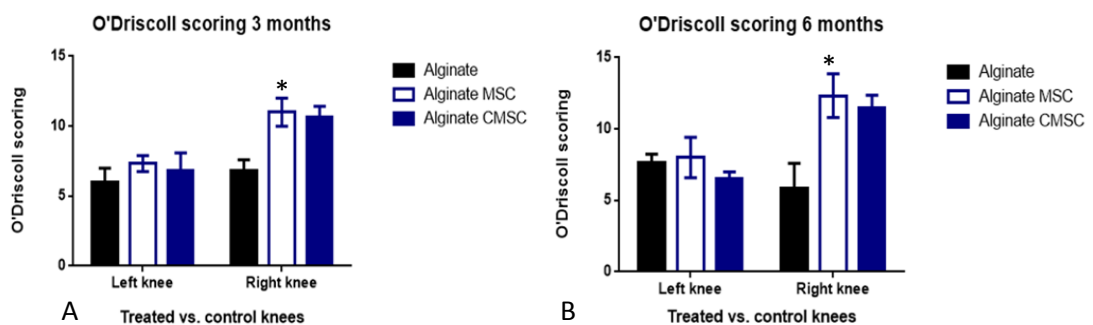 O'Driscoll scoring 3 months
15
10
5
0
O'Driscoll scoring
*
Left knee
Right knee
Treated vs. control knees
Alginate
Alginate MSC
Alginate CMSC
A
O'Driscoll scoring 6 months
15
10
5
0
O'Driscoll scoring
*
Left knee
Right knee
Treated vs. control knees
Alginate
Alginate MSC
Alginate CMSC
B